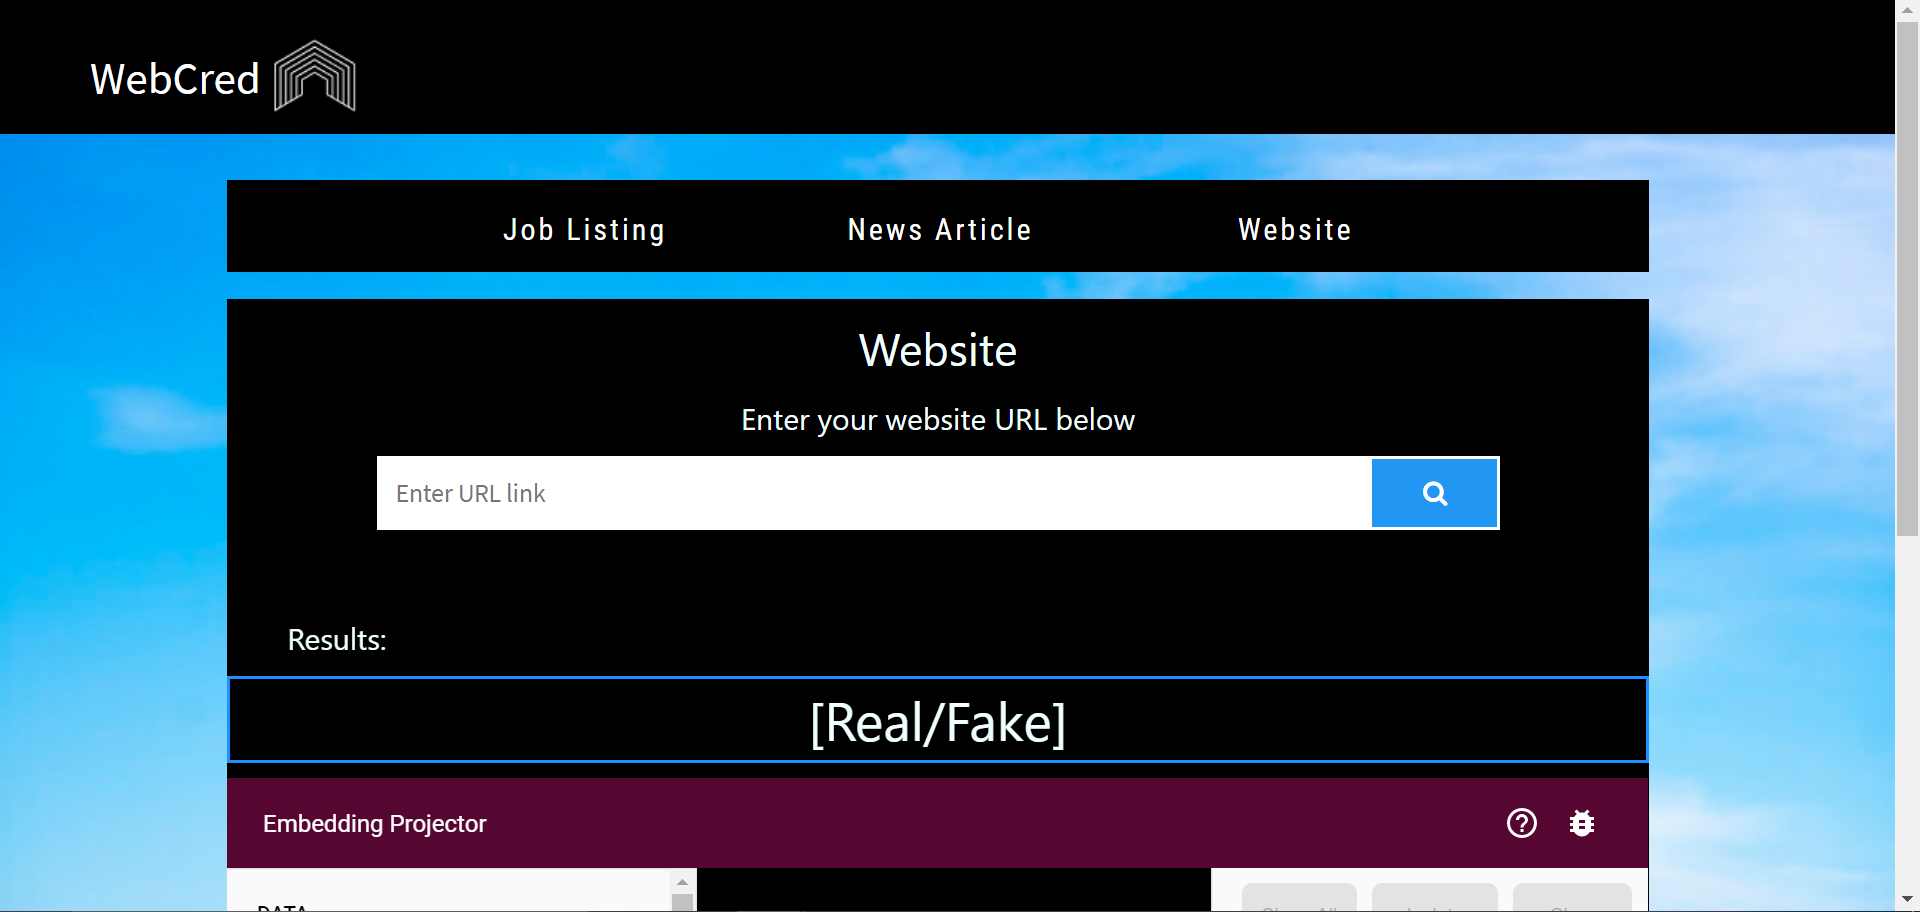 WebCred
Job Listing News Article Website
Website
Enter your website URL below
Enter URL link
Results:
[Real/Fake]
Embedding Projector
DATA